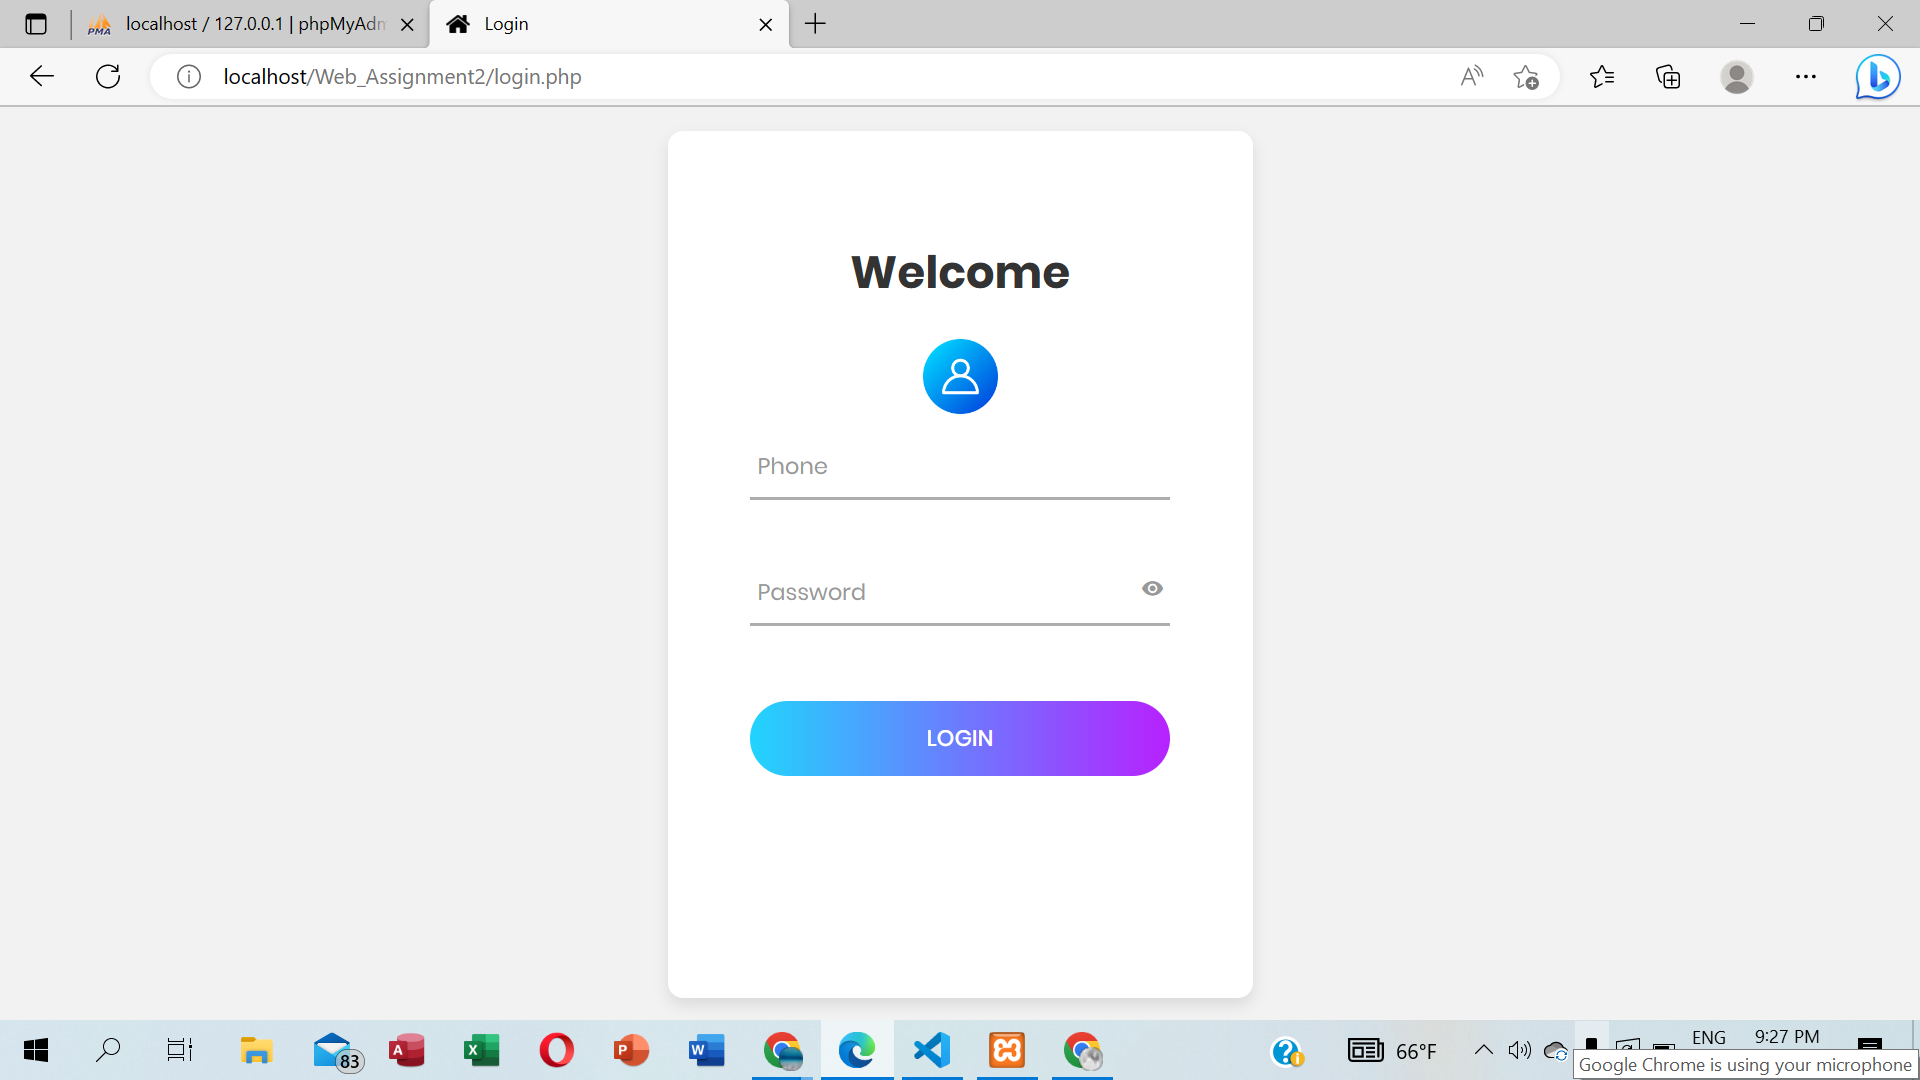 PMA localhost / 127.0.0.1 | phpMyAdm
Login
localhost/Web_Assignment2/login.php
Welcome
Phone
Password
LOGIN
83
66°F
ENG
9:27 PM
Google Chrome is using your microphone